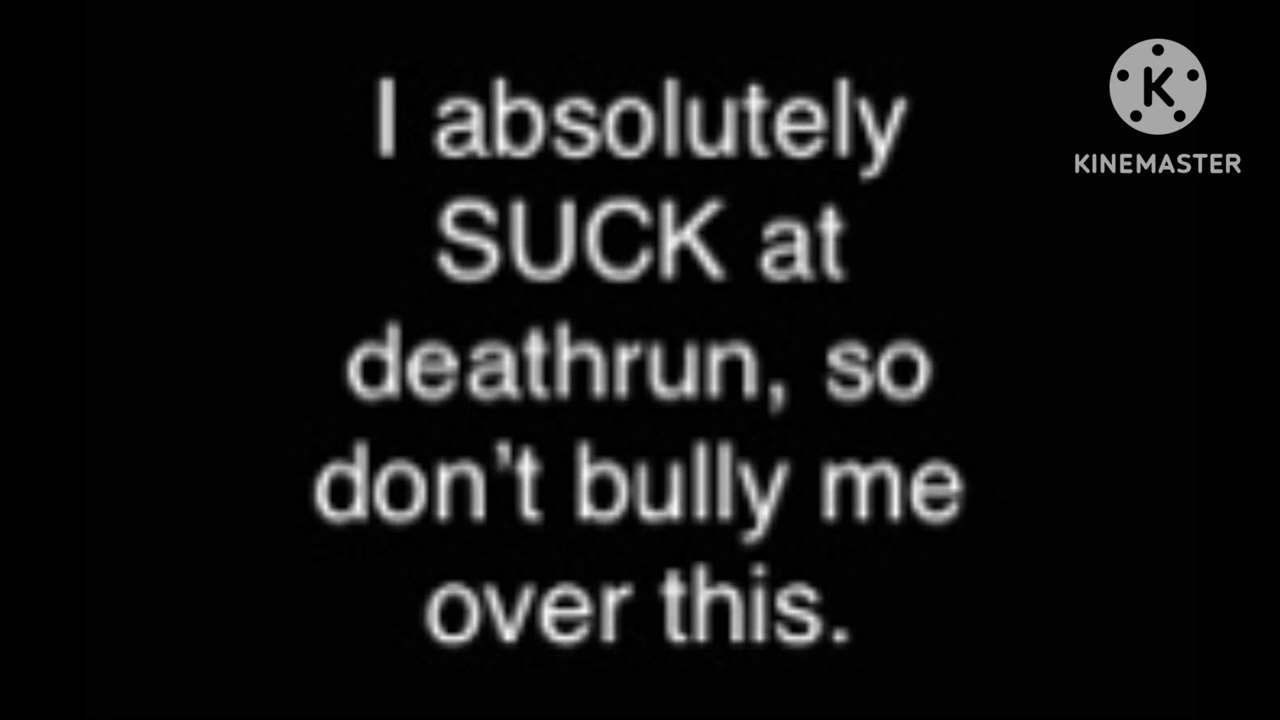 I absolutely
SUCK at
deathrun, so
don't bully me
over this.
K
KINEMASTER